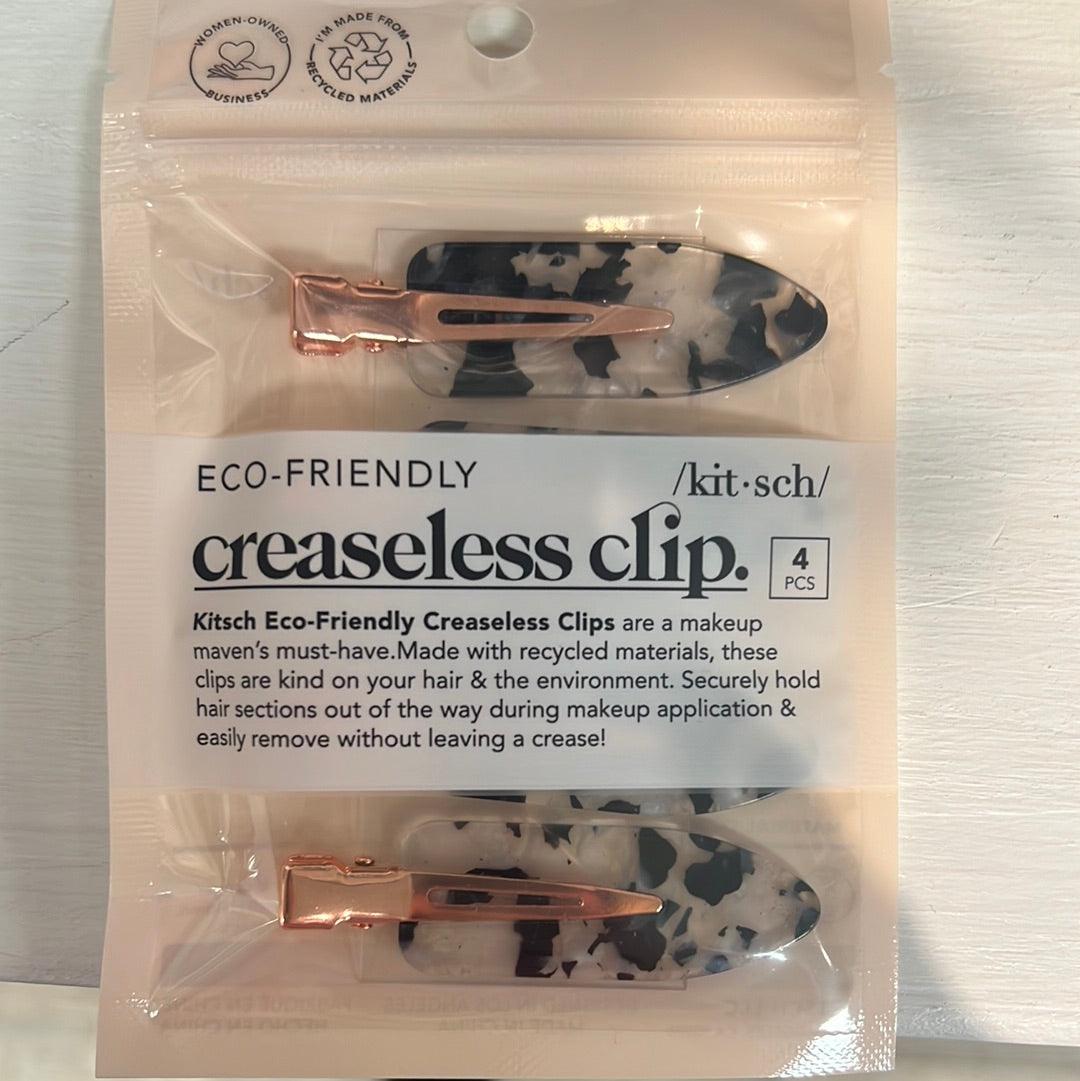 WOMEN-OWNED
BUSINESS
I'M MADE FROM
RECYCLED MATERIALS
ECO-FRIENDLY
/kit·sch/
creaseless clip.
4
PCS
Kitsch Eco-Friendly Creaseless Clips are a makeup
maven's must-have.Made with recycled materials, these
clips are kind on your hair & the environment. Securely hold
hair sections out of the way during makeup application &
easily remove without leaving a crease!